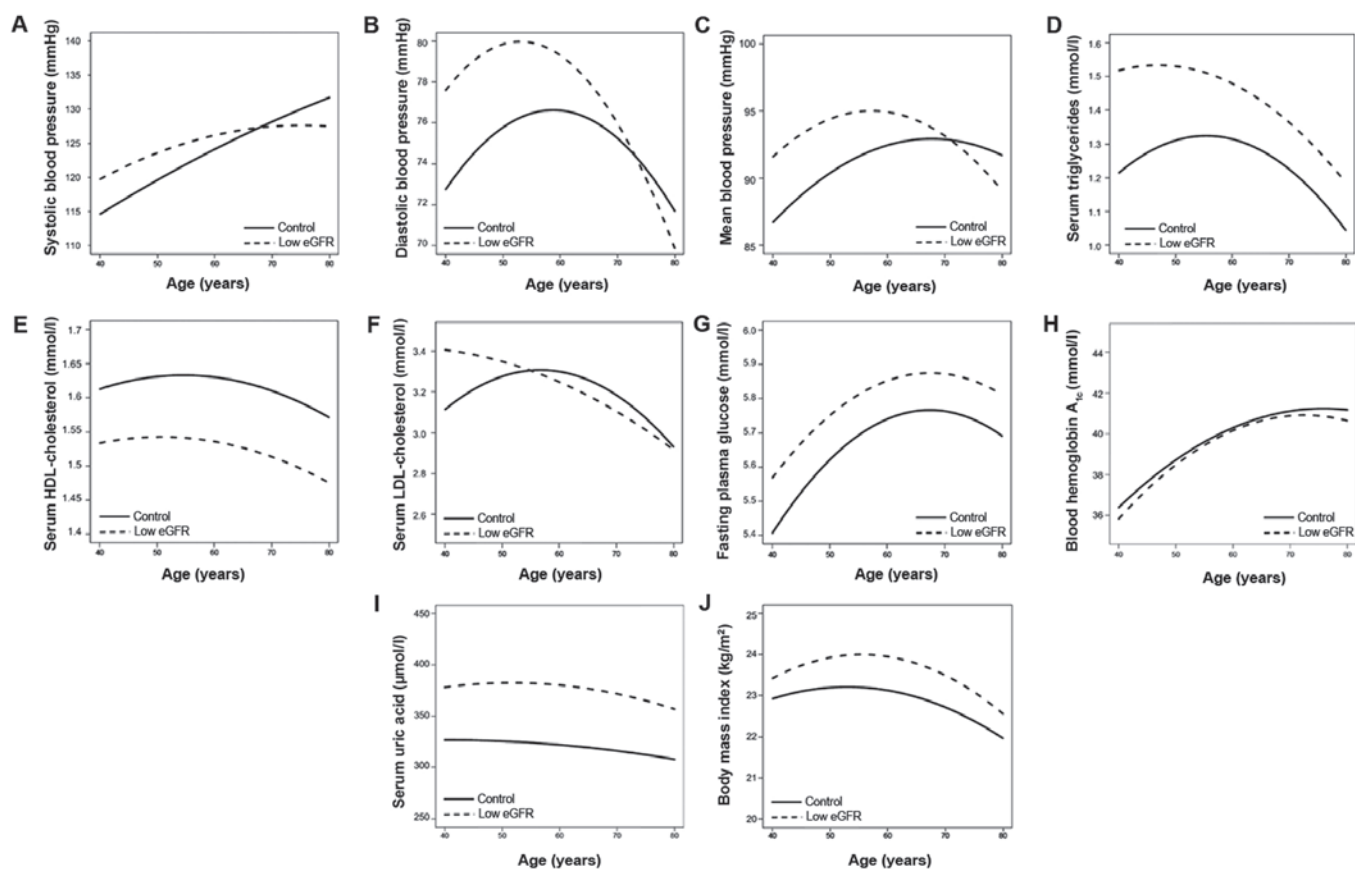 A
Systolic blood pressure (mmHg)
140
135
130
125
120
115
110
Control
Low eGFR
40 50 60 70 80
Age (years)
B
Diastolic blood pressure (mmHg)
80
78
76
74
72
70
Control
Low eGFR
40 50 60 70 80
Age (years)
C
Mean blood pressure (mmHg)
100
95
90
85
Control
Low eGFR
40 50 60 70 80
Age (years)
D
Serum triglycerides (mmol/l)
1.6
1.5
1.4
1.3
1.2
1.1
1.0
Control
Low eGFR
40 50 60 70 80
Age (years)
E
Serum HDL-cholesterol (mmol/l)
1.7
1.65
1.6
1.55
1.5
1.45
1.4
Control
Low eGFR
40 50 60 70 80
Age (years)
F
Serum LDL-cholesterol (mmol/l)
3.4
3.2
3.0
2.8
2.6
Control
Low eGFR
40 50 60 70 80
Age (years)
G
Fasting plasma glucose (mmol/l)
6.0
5.9
5.8
5.7
5.6
5.5
5.4
Control
Low eGFR
40 50 60 70 80
Age (years)
H
Blood hemoglobin A1c (mmol/l)
44
42
40
38
36
Control
Low eGFR
40 50 60 70 80
Age (years)
I
Serum uric acid (µmol/l)
450
400
350
300
250
Control
Low eGFR
40 50 60 70 80
Age (years)
J
Body mass index (kg/m²)
25
24
23
22
21
20
Control
Low eGFR
40 50 60 70 80
Age (years)